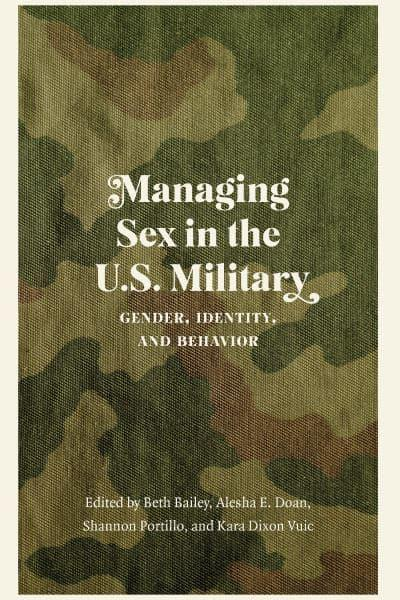 Managing
Sex in the
U.S. Military
GENDER, IDENTITY,
AND BEHAVIOR
Edited by Beth Bailey, Alesha E. Doan,
Shannon Portillo, and Kara Dixon Vuic